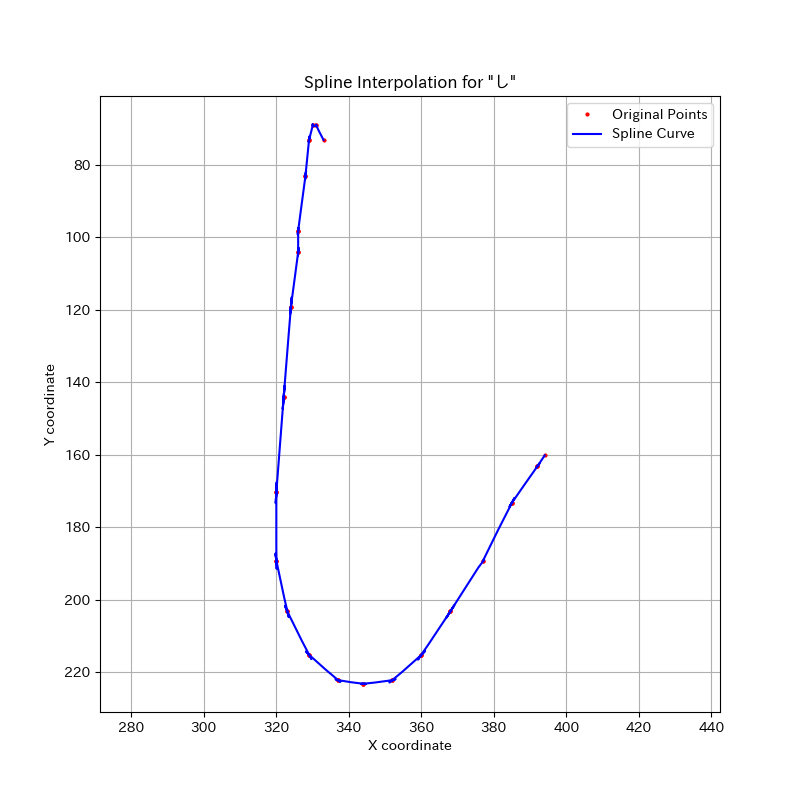 Spline Interpolation for "し"
Original Points
Spline Curve
80
100
120
140
160
180
200
220
Y coordinate
280 300 320 340 360 380 400 420 440
X coordinate